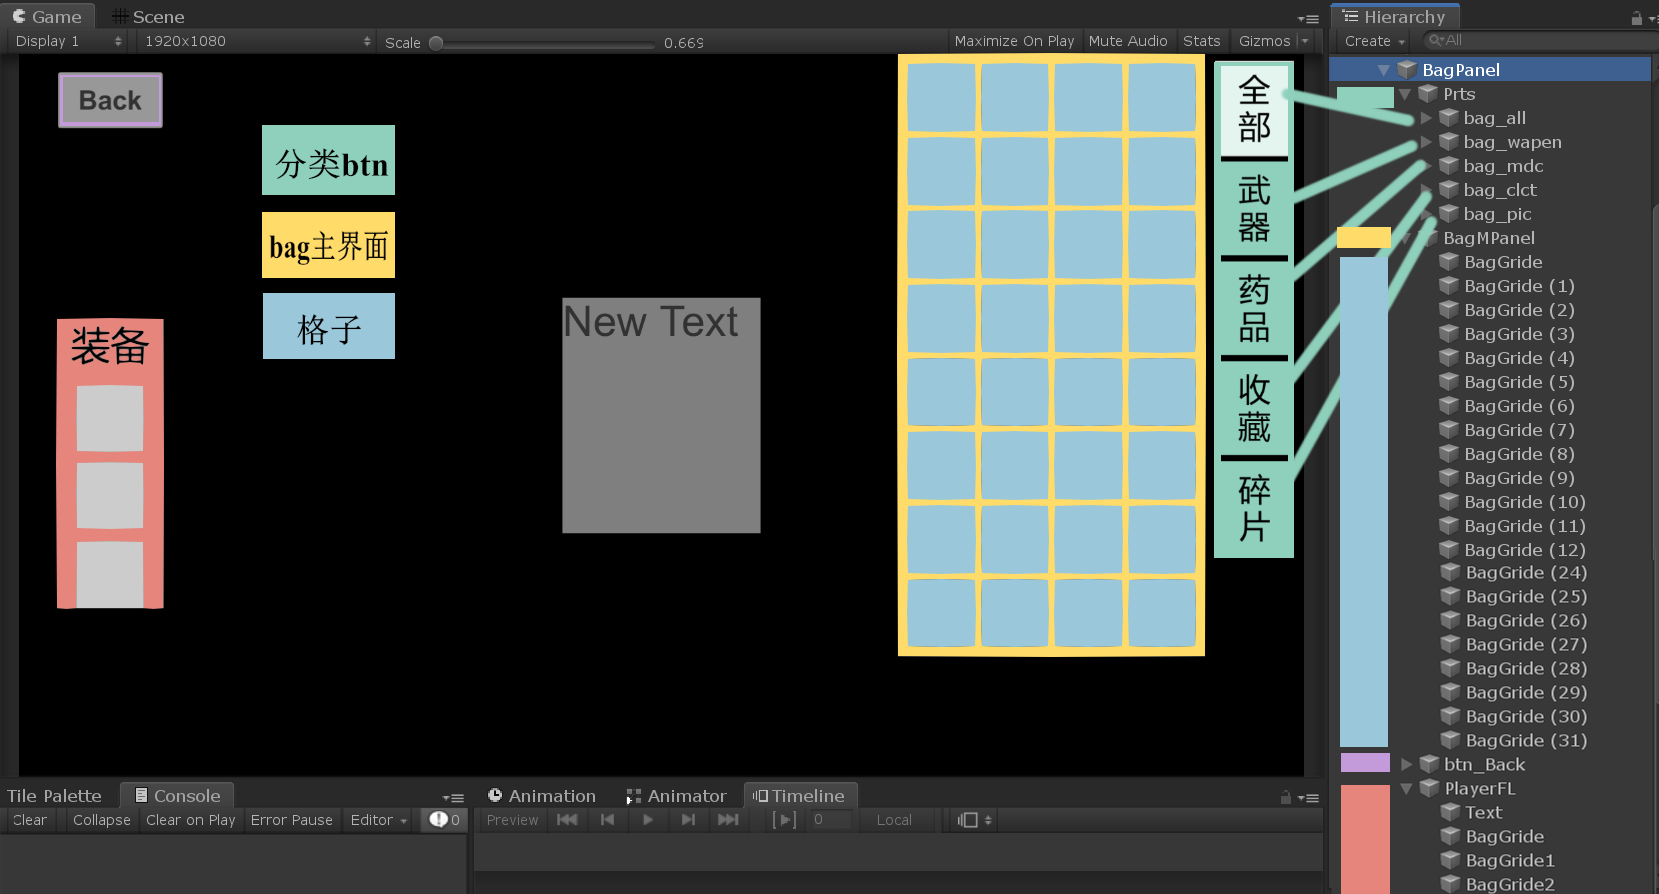 Game
Scene
Display 1
1920x1080
Scale
0.669
Maximize On Play
Mute Audio
Stats
Gizmos
Back
分类btn
bag主界面
格子
装备
New Text
全部
武器
药品
收藏
碎片
Hierarchy
Create
All
BagPanel
Prts
bag_all
bag_wapen
bag_mdc
bag_clct
bag_pic
BagMPanel
BagGride
BagGride (1)
BagGride (2)
BagGride (3)
BagGride (4)
BagGride (5)
BagGride (6)
BagGride (7)
BagGride (8)
BagGride (9)
BagGride (10)
BagGride (11)
BagGride (12)
BagGride (24)
BagGride (25)
BagGride (26)
BagGride (27)
BagGride (28)
BagGride (29)
BagGride (30)
BagGride (31)
btn_Back
PlayerFL
Text
BagGride
BagGride1
BagGride2
Tile Palette
Console
Clear
Collapse
Clear on Play
Error Pause
Editor
0
Animation
Animator
Timeline
Preview
0
Local